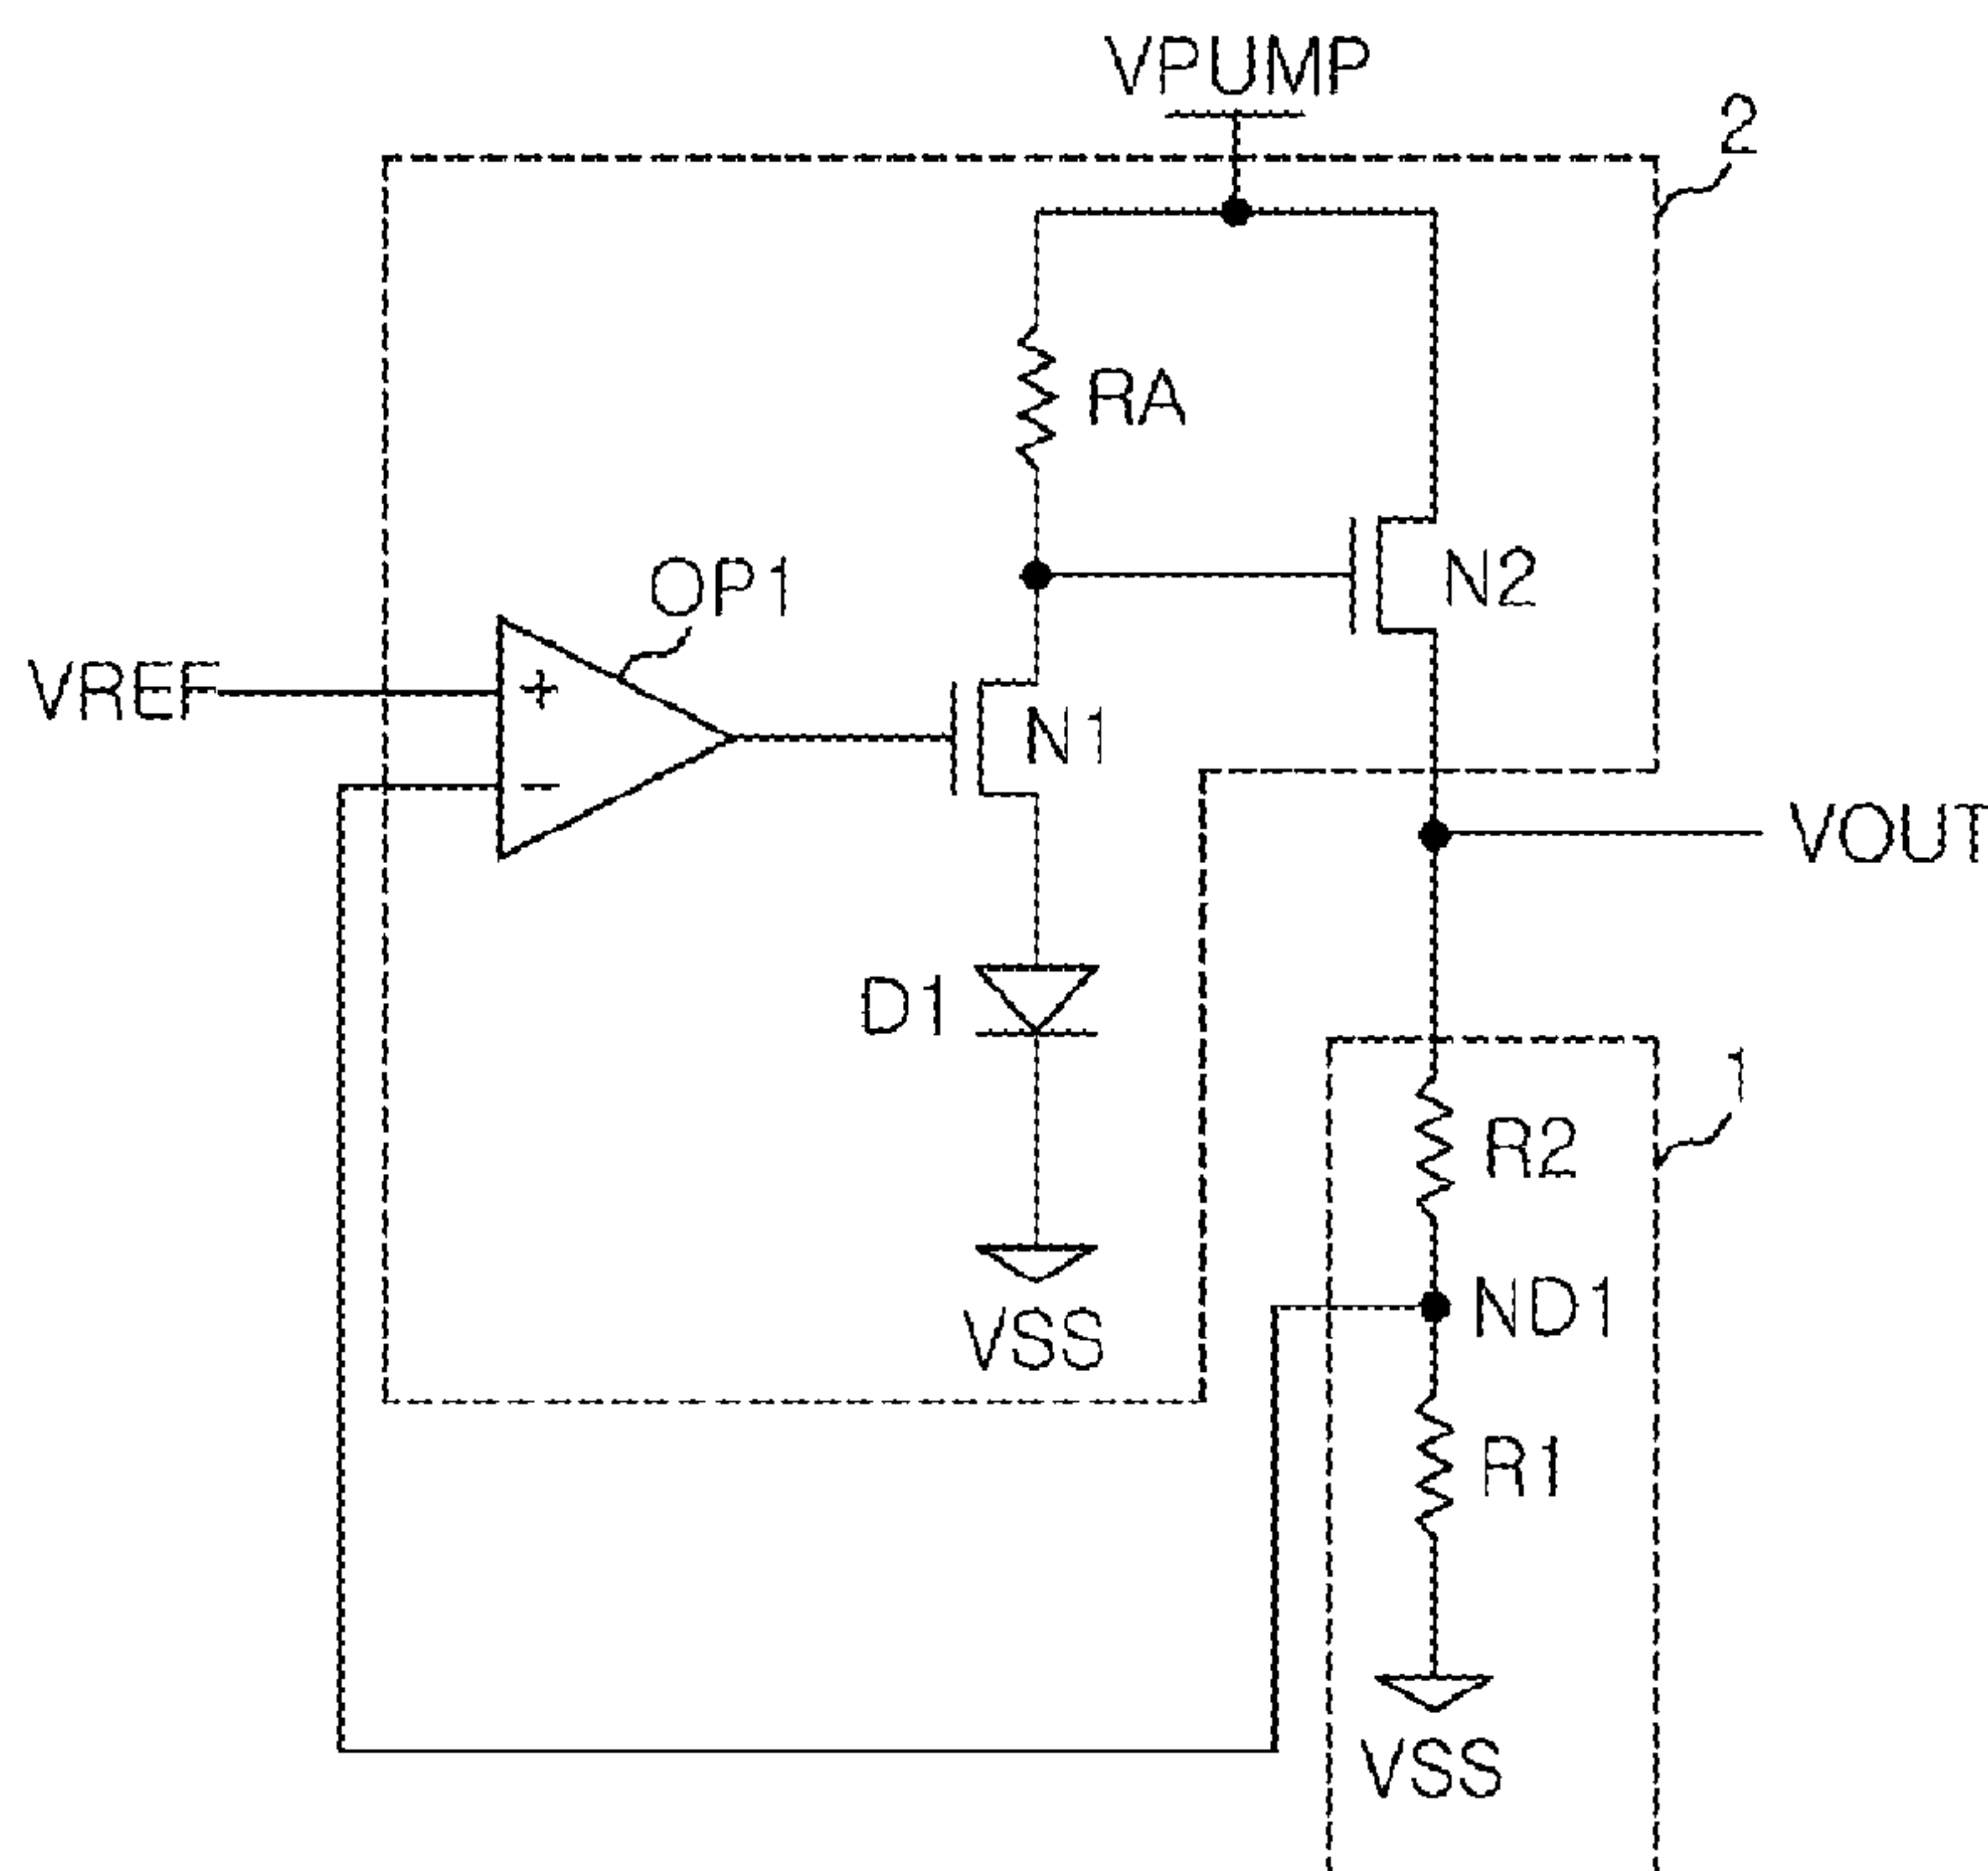 VPUMP
2
RA
OP1
N2
VREF
+
N1
−
VOUT
D1
1
R2
ND1
VSS
R1
VSS